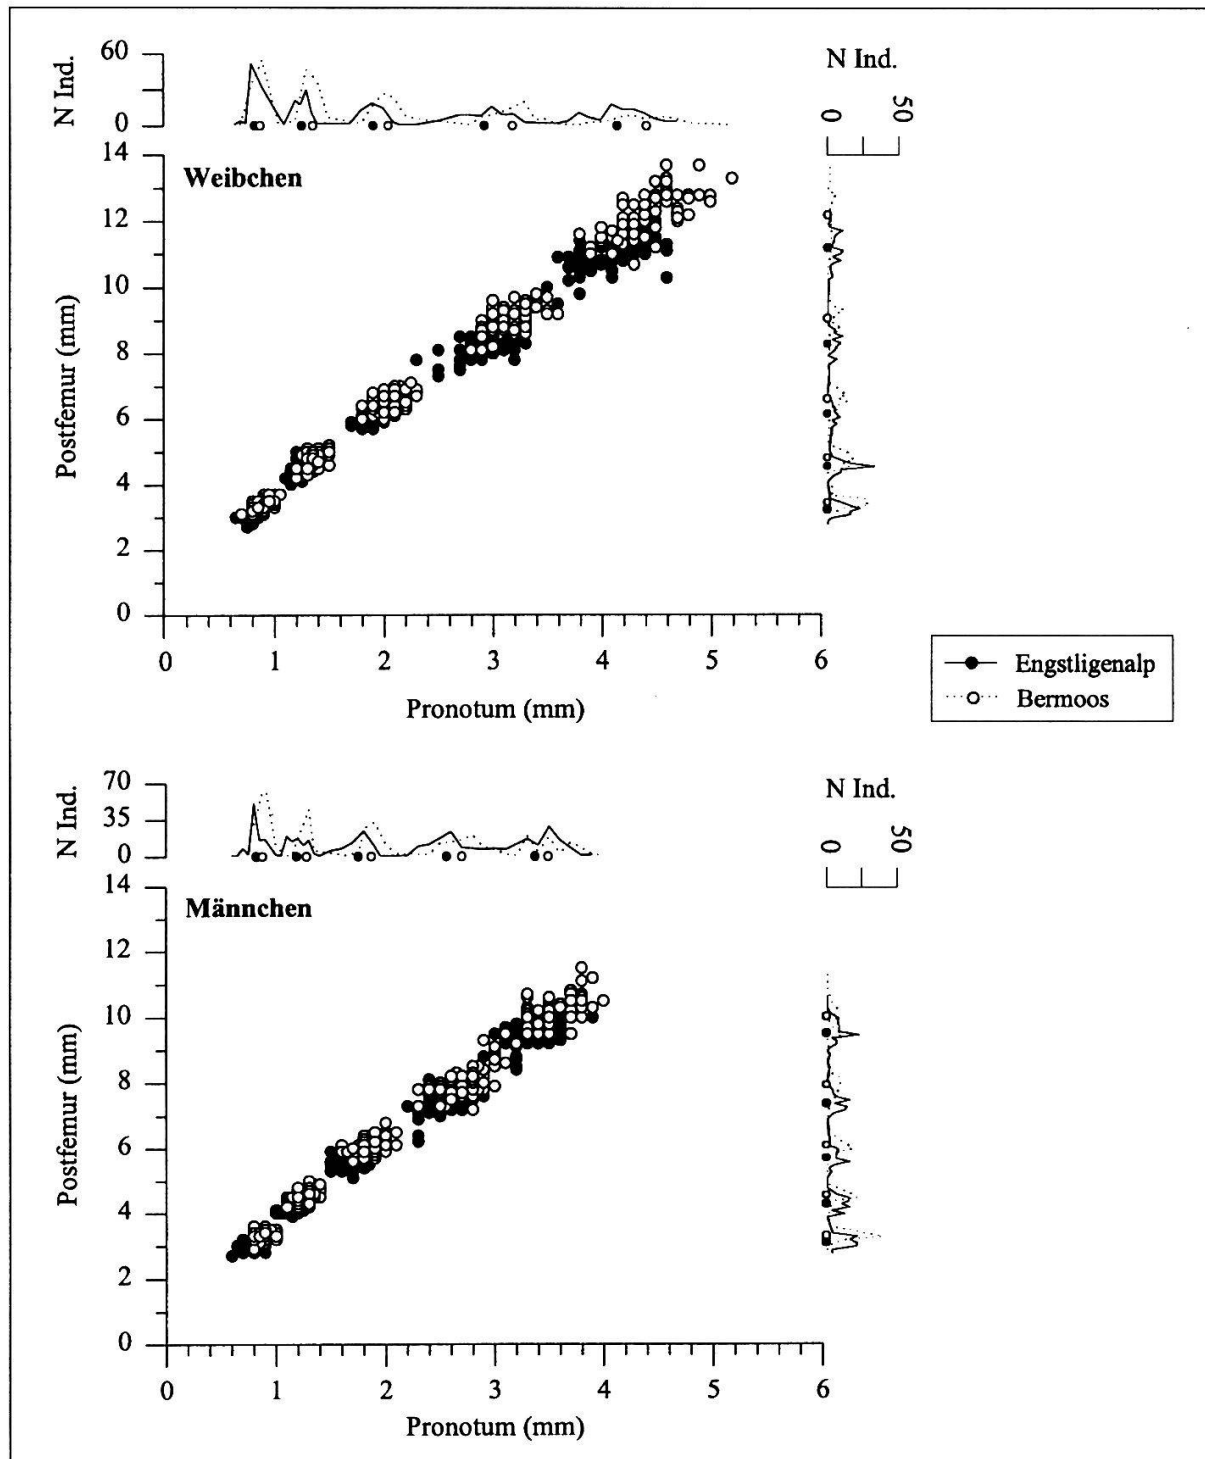 60
N Ind.
0
N Ind.
0 50
14
Weibchen
12
10
8
6
4
2
0
Postfemur (mm)
0 1 2 3 4 5 6
Pronotum (mm)
Engstligenalp
Bermoos
70
35
0
N Ind.
N Ind.
0 50
14
Männchen
12
10
8
6
4
2
0
Postfemur (mm)
0 1 2 3 4 5 6
Pronotum (mm)